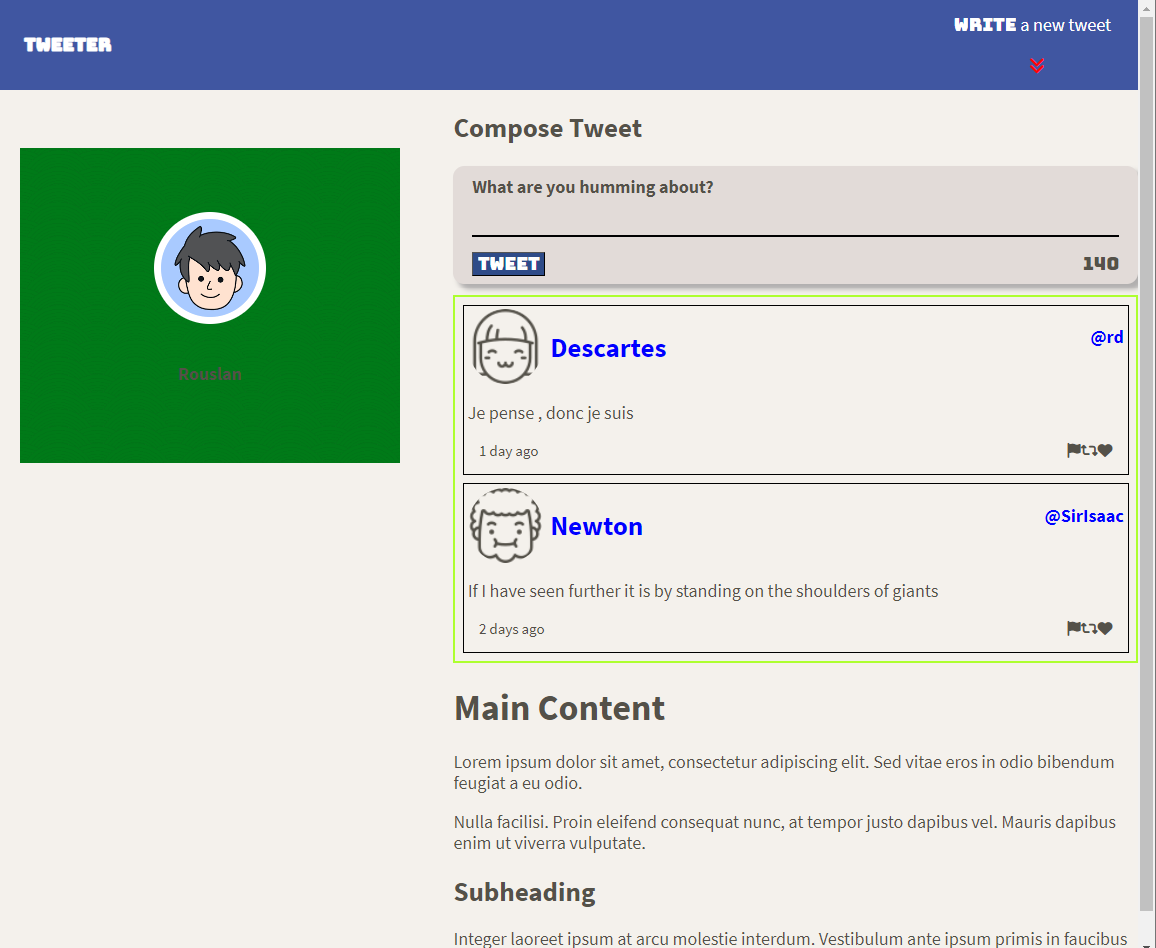 TWEETER
WRITE a new tweet
Rouslan
Compose Tweet
What are you humming about?
TWEET
140
Descartes
@rd
Je pense , donc je suis
1 day ago
Newton
@SirIsaac
If I have seen further it is by standing on the shoulders of giants
2 days ago
Main Content
Lorem ipsum dolor sit amet, consectetur adipiscing elit. Sed vitae eros in odio bibendum
feugiat a eu odio.
Nulla facilisi. Proin eleifend consequat nunc, at tempor justo dapibus vel. Mauris dapibus
enim ut viverra vulputate.
Subheading
Integer laoreet ipsum at arcu molestie interdum. Vestibulum ante ipsum primis in faucibus